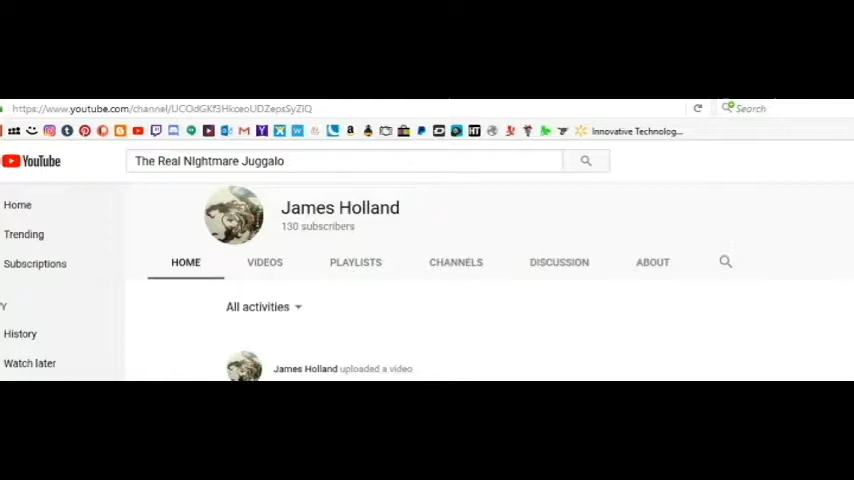 https://www.youtube.com/channel/UCOdGKf3HkceoUDZepsSyZiQ
Search
Innovative Technolog...
YouTube
The Real Nightmare Juggalo
Home
James Holland
130 subscribers
Trending
Subscriptions
HOME VIDEOS PLAYLISTS CHANNELS DISCUSSION ABOUT
All activities
Y
History
Watch later
James Holland uploaded a video